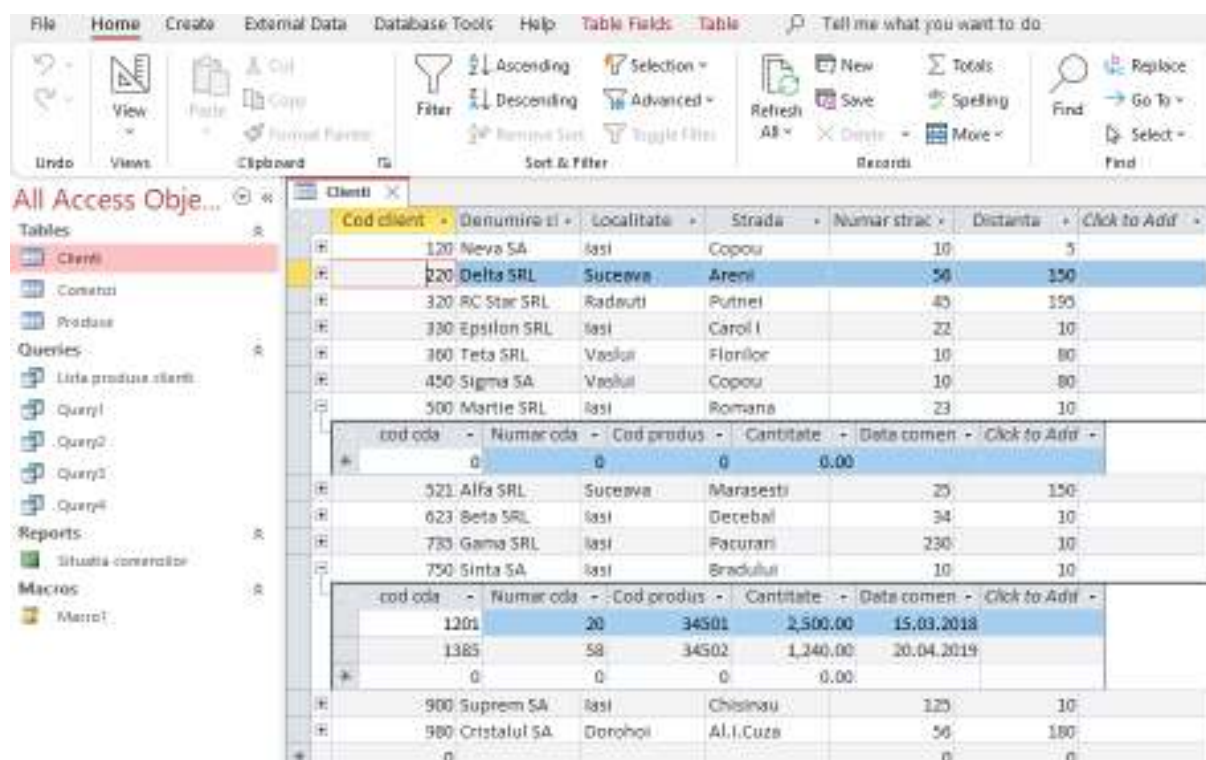 File Home Create External Data Database Tools Help Table Fields Table Tell me what you want to do
Cut
Copy
Format Painter
View
Paste
Filter
Ascending
Descending
Remove Sort
Selection
Advanced
Toggle Filter
Refresh All
New
Save
Delete
Totals
Spelling
More
Find
Replace
Go To
Select
Undo Views Clipboard Sort & Filter Records Find
All Access Obje...
Tables
Clienti
Comenzi
Produse
Queries
Lista produse clienti
Query1
Query2
Query3
Query4
Reports
Situatia comenzilor
Macros
Macro1
Clienti
Cod client Denumire cl Localitate Strada Numar strac Distanta Click to Add
120 Neva SA Iasi Copou 10 5
220 Delta SRL Suceava Areni 56 150
320 RC Star SRL Radauti Putnei 45 195
330 Epsilon SRL Iasi Carol I 22 10
360 Teta SRL Vaslui Florilor 10 80
450 Sigma SA Vaslui Copou 10 80
500 Martie SRL Iasi Romana 23 10
cod cda Numar cda Cod produs Cantitate Data comen Click to Add
0 0 0 0.00
521 Alfa SRL Suceava Marasesti 25 150
623 Beta SRL Iasi Decebal 34 10
735 Gama SRL Iasi Pacurari 230 10
750 Sinta SA Iasi Bradului 10 10
cod cda Numar cda Cod produs Cantitate Data comen Click to Add
1201 20 34501 2,500.00 15.03.2018
1385 58 34502 1,240.00 20.04.2019
0 0 0 0.00
900 Suprem SA Iasi Chisinau 125 10
980 Cristalul SA Dorohoi Al.I.Cuza 56 180
0 0 0